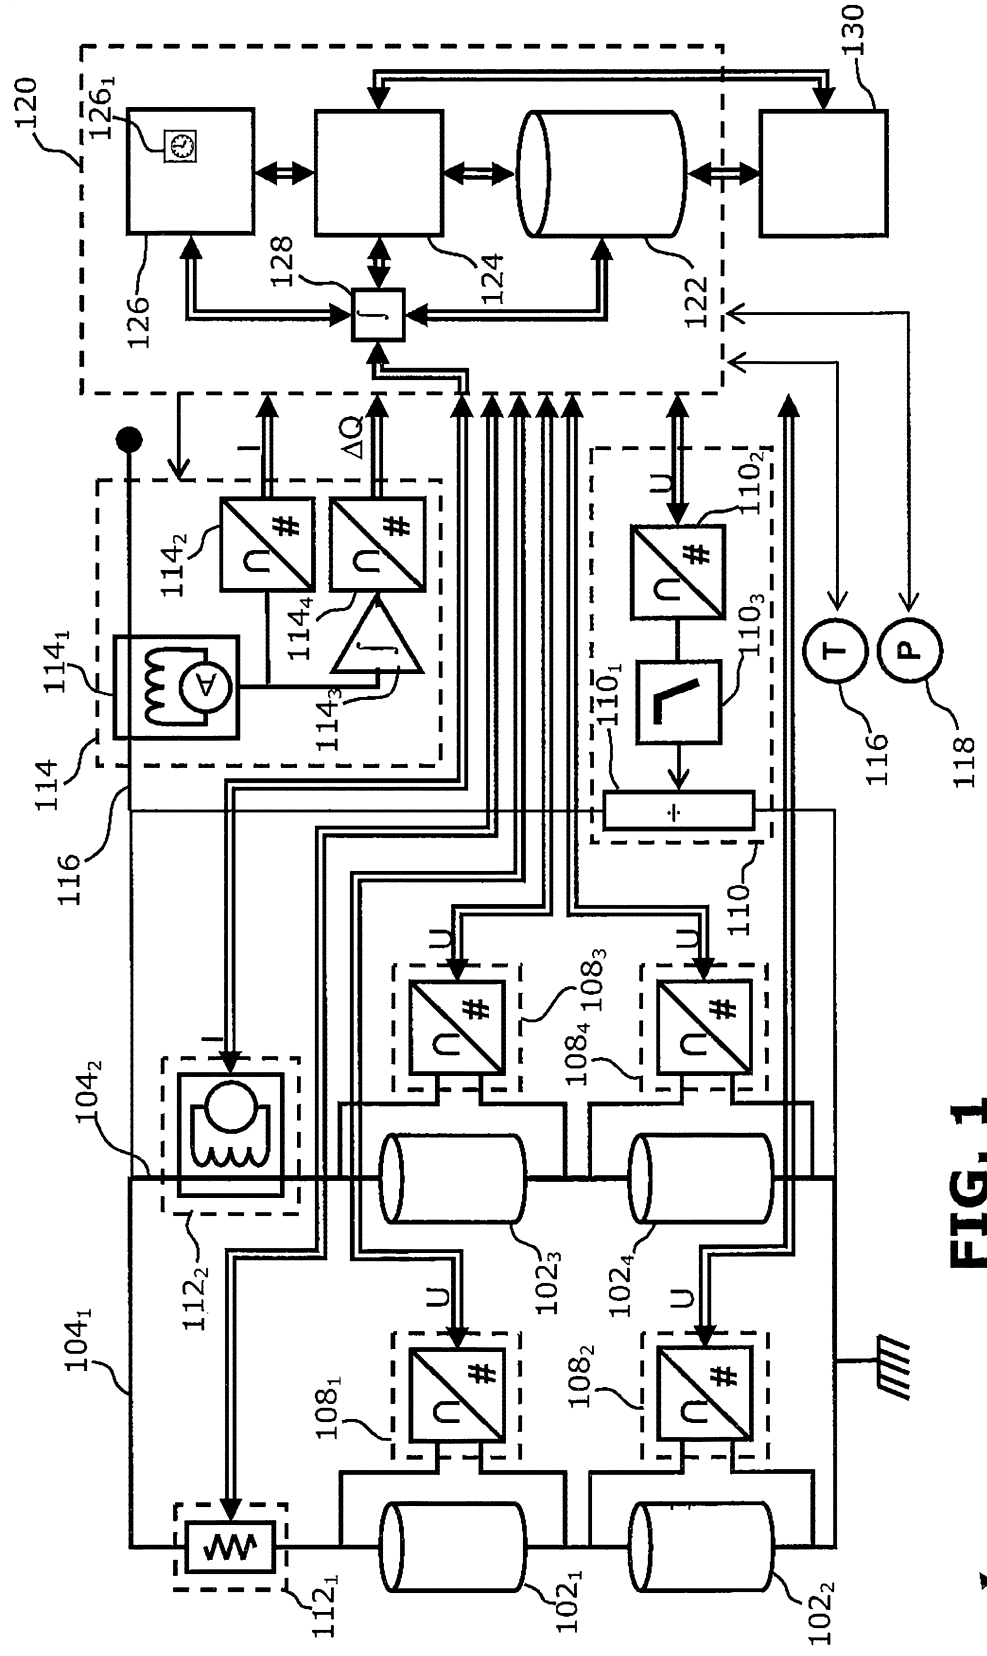 120
126₁
130
126
128
124
122
114₁
114
114₂
I
ΔQ
#
U
114₄
#
U
∫
∫
A
114₃
116
U
110₂
#
U
110₃
110₁
÷
110
T
116
P
118
104₂
I
112₂
104₁
U
108₃
#
U
U
108₄
#
U
102₃
102₄
U
108₁
#
U
U
108₂
#
U
112₁
102₁
102₂
FIG. 1